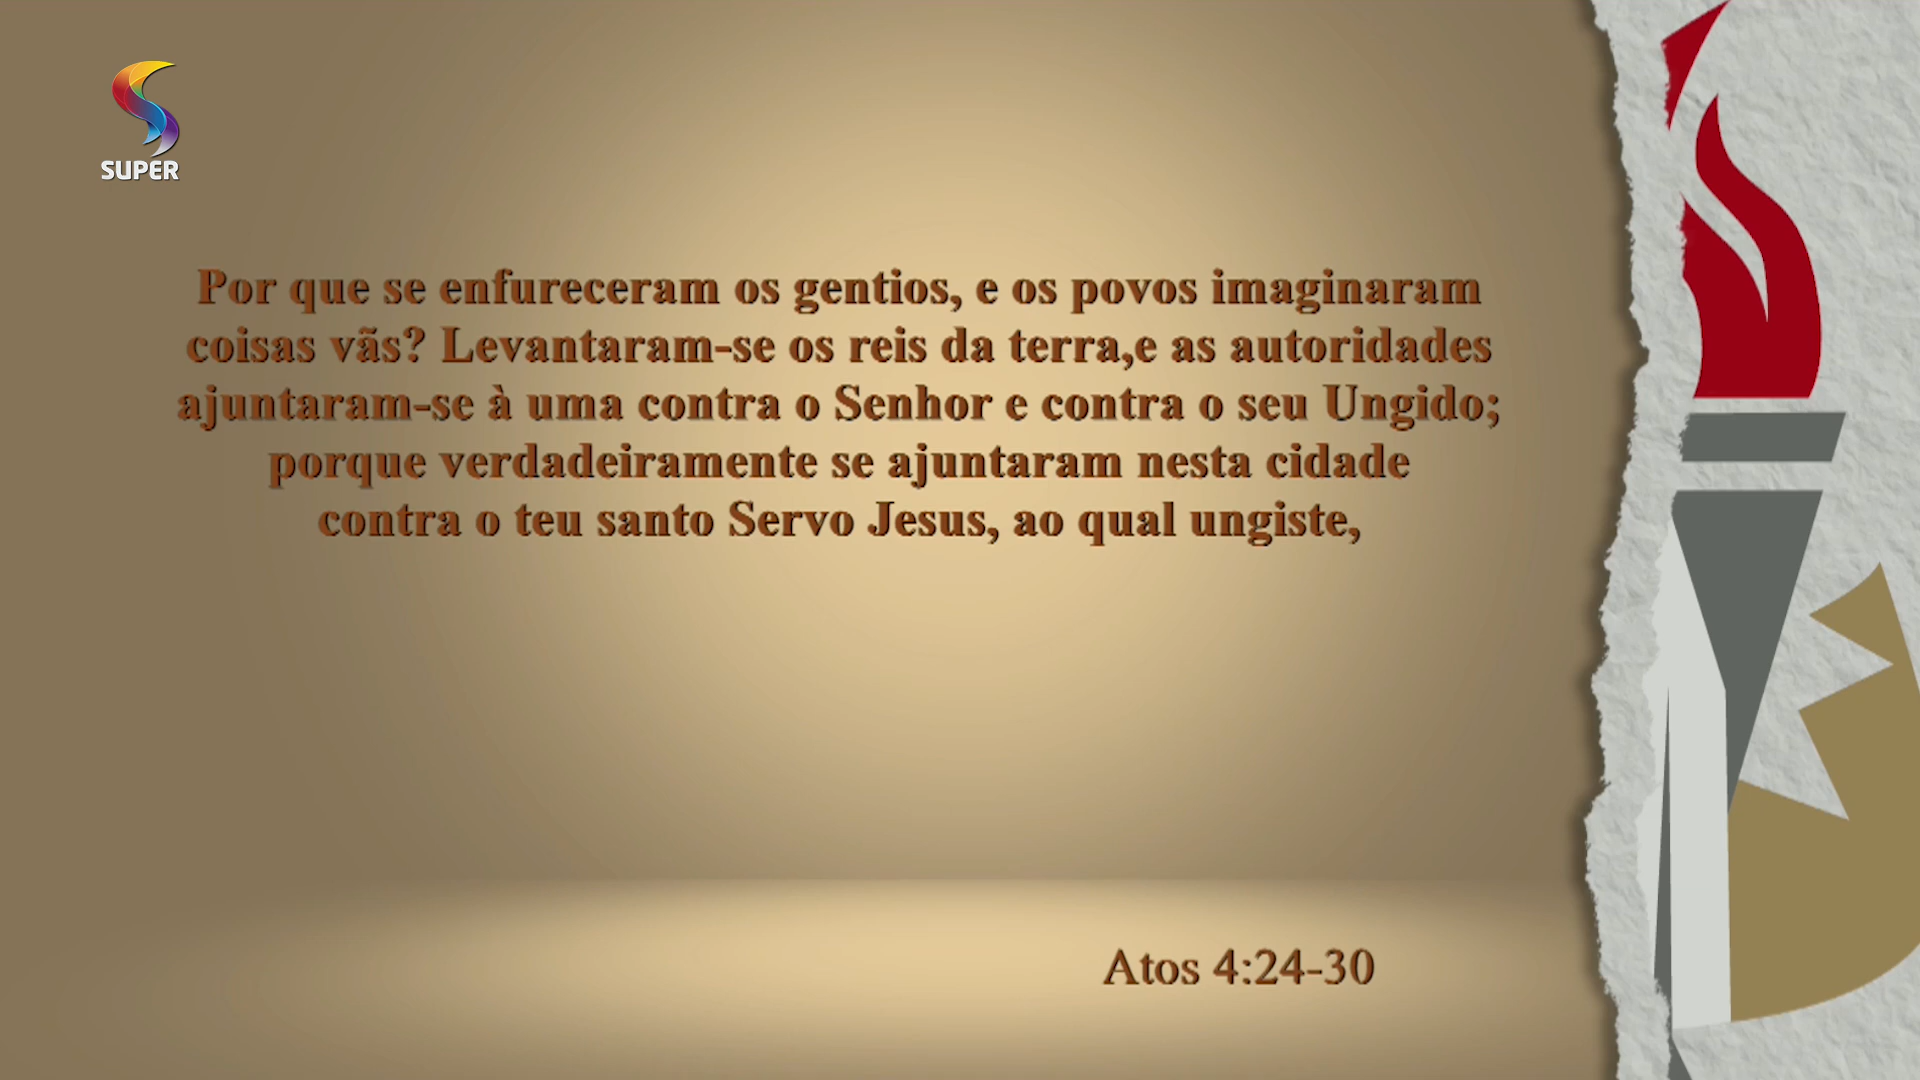 SUPER
Por que se enfureceram os gentios, e os povos imaginaram
coisas vãs? Levantaram-se os reis da terra,e as autoridades
ajuntaram-se à uma contra o Senhor e contra o seu Ungido;
porque verdadeiramente se ajuntaram nesta cidade
contra o teu santo Servo Jesus, ao qual ungiste,
Atos 4:24-30